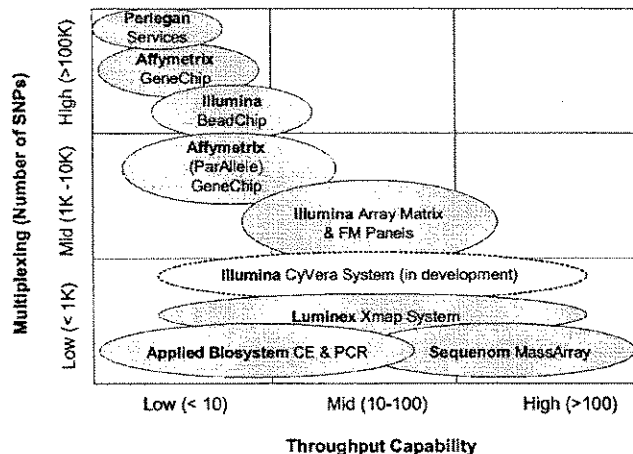 Perlegan
Services
Affymetrix
GeneChip
Illumina
BeadChip
Affymetrix
(ParAllele)
GeneChip
Illumina Array Matrix
& FM Panels
Illumina CyVera System (in development)
Luminex Xmap System
Applied Biosystem CE & PCR
Sequenom MassArray
Multiplexing (Number of SNPs)
High (>100K)
Mid (1K -10K)
Low (< 1K)
Low (< 10)
Mid (10-100)
High (>100)
Throughput Capability